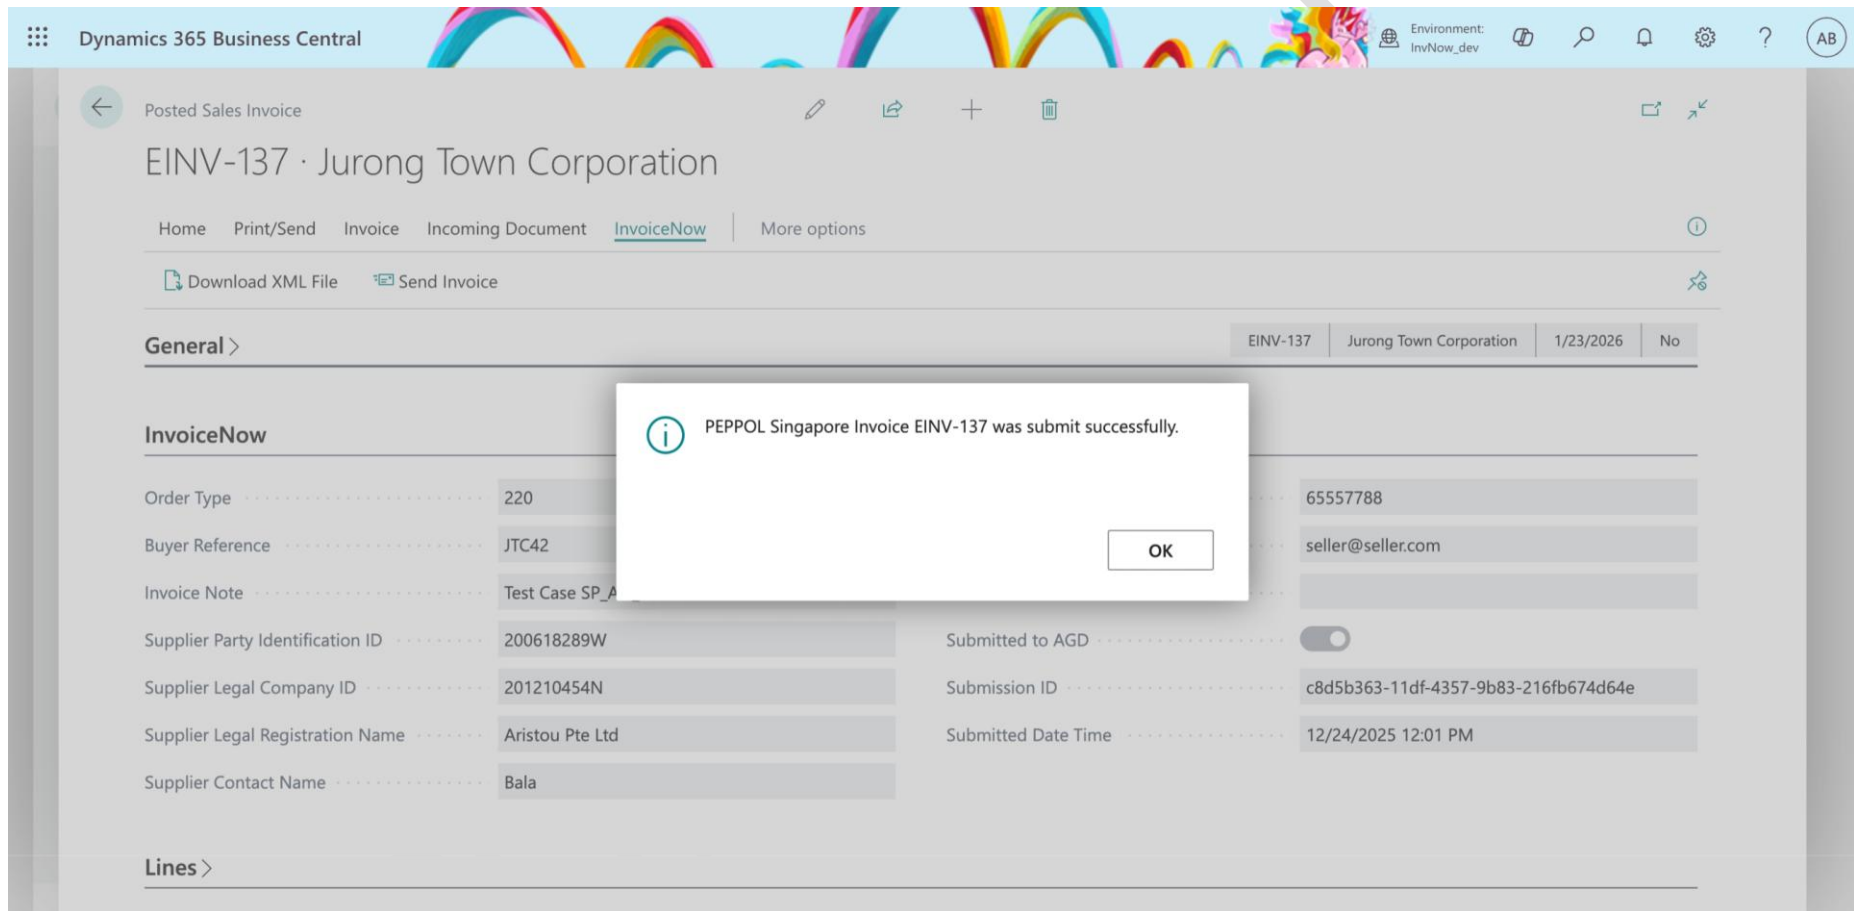 Dynamics 365 Business Central
Environment:
InvNow_dev
AB
Posted Sales Invoice
EINV-137 · Jurong Town Corporation
Home Print/Send Invoice Incoming Document InvoiceNow More options
Download XML File Send Invoice
General EINV-137 Jurong Town Corporation 1/23/2026 No
PEPPOL Singapore Invoice EINV-137 was submit successfully.
OK
InvoiceNow
Order Type 220 65557788
Buyer Reference JTC42 seller@seller.com
Invoice Note Test Case
Supplier Party Identification ID 200618289W Submitted to AGD
Supplier Legal Company ID 201210454N Submission ID c8d5b363-11df-4357-9b83-216fb674d64e
Supplier Legal Registration Name Aristou Pte Ltd Submitted Date Time 12/24/2025 12:01 PM
Supplier Contact Name Bala
Lines